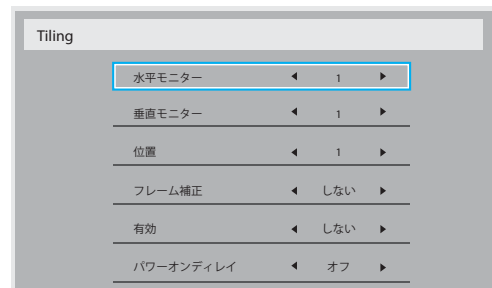 Tiling
水平モニター 1
垂直モニター 1
位置 1
フレーム補正 しない
有効 しない
パワーオンディレイ オフ